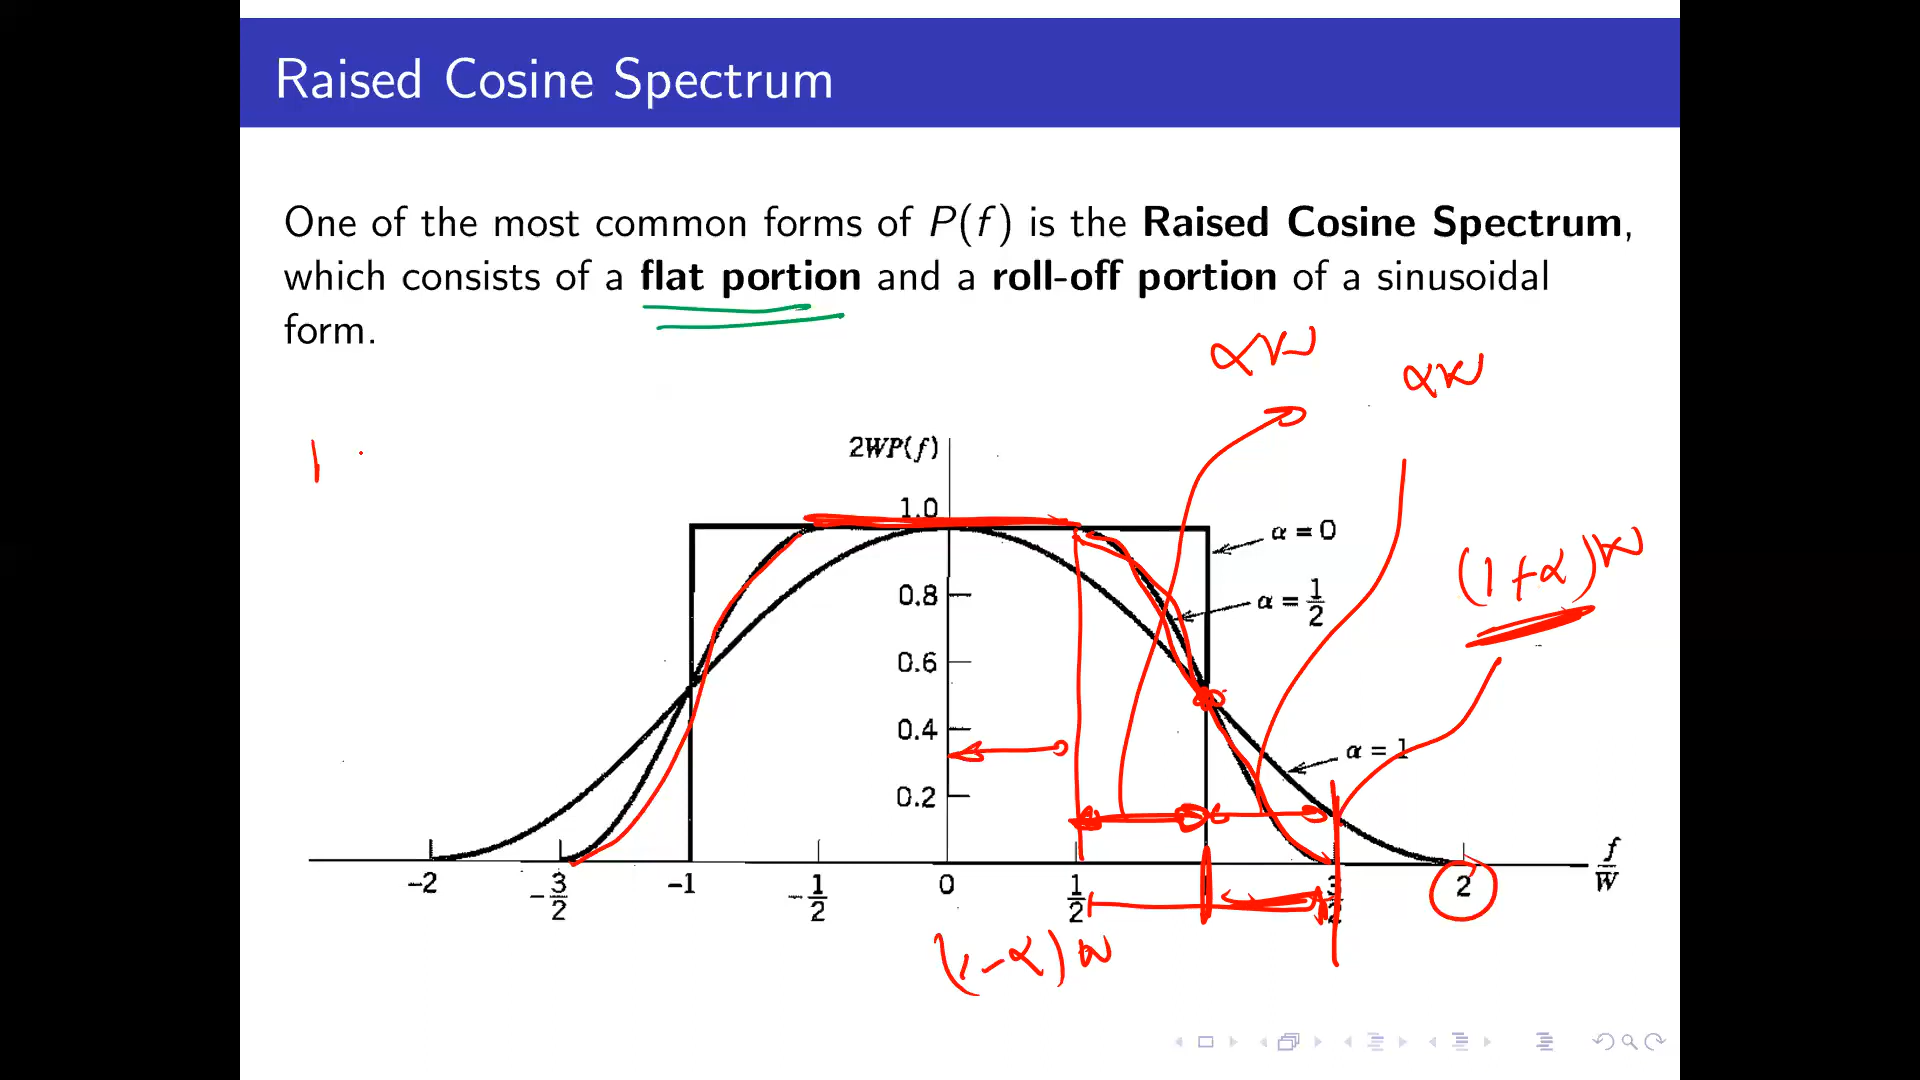 Raised Cosine Spectrum
One of the most common forms of P(f) is the Raised Cosine Spectrum,
which consists of a flat portion and a roll-off portion of a sinusoidal
form.
αW
αW
2WP(f)
1.0
α = 0
(1+α)W
0.8
α = 1/2
0.6
0.4
α = 1
0.2
f/W
-2 -3/2 -1 -1/2 0 1/2 3/2 2
(1-α)W